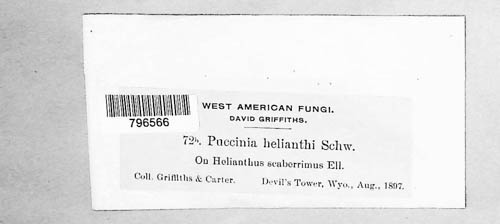 WEST AMERICAN FUNGI.
DAVID GRIFFITHS.
796566
72b. Puccinia helianthi Schw.
On Helianthus scaberrimus Ell.
Coll. Griffiths & Carter. Devil's Tower, Wyo., Aug., 1897.